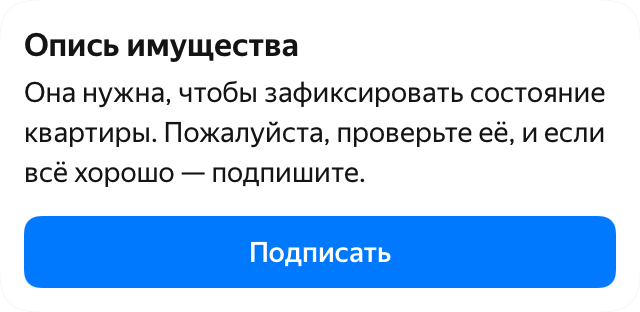 Опись имущества
Она нужна, чтобы зафиксировать состояние
квартиры. Пожалуйста, проверьте её, и если
всё хорошо — подпишите.
Подписать